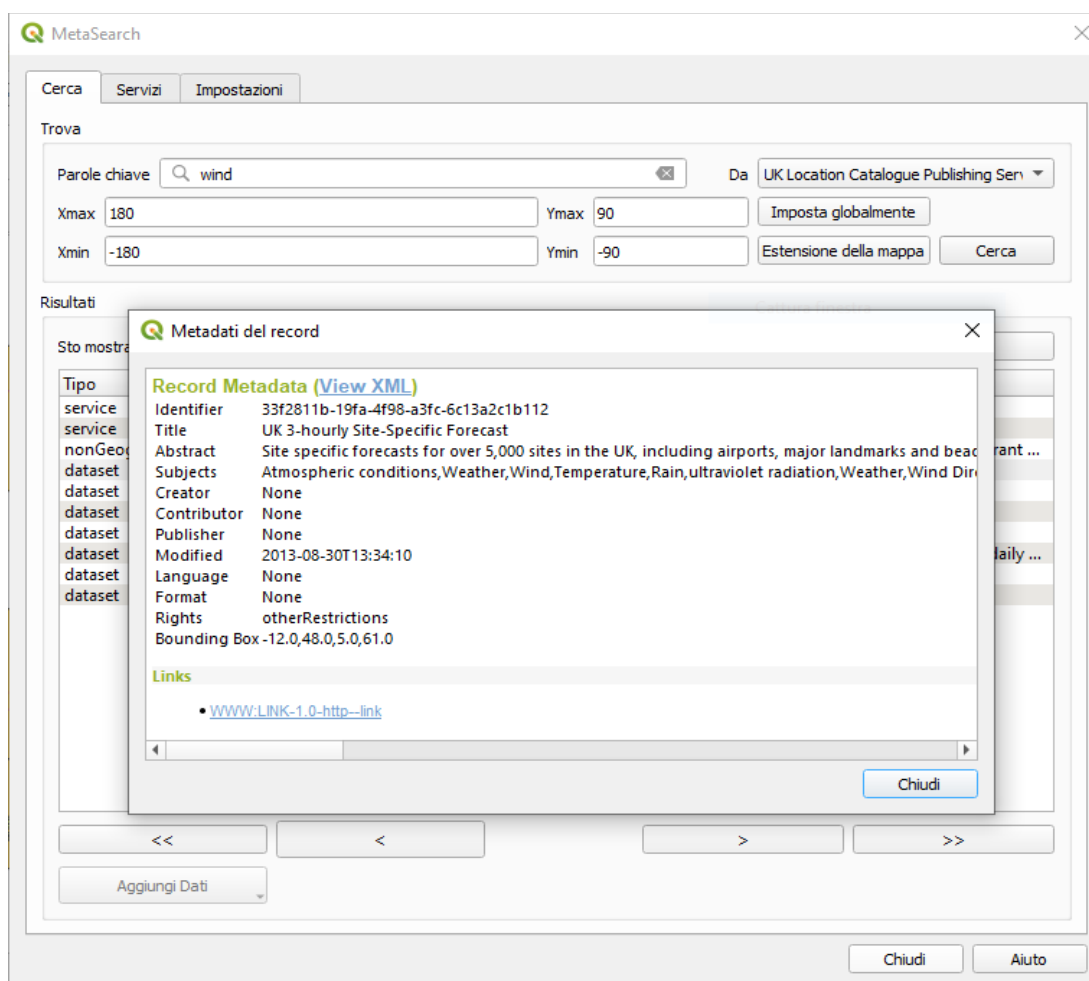 MetaSearch
Cerca Servizi Impostazioni
Trova
Parole chiave wind Da UK Location Catalogue Publishing Serv
Xmax 180 Ymax 90 Imposta globalmente
Xmin -180 Ymin -90 Estensione della mappa Cerca
Risultati
Metadati del record
Sto mostra
Tipo
Record Metadata (View XML)
service
Identifier 33f2811b-19fa-4f98-a3fc-6c13a2c1b112
service
Title UK 3-hourly Site-Specific Forecast
nonGeog
Abstract Site specific forecasts for over 5,000 sites in the UK, including airports, major landmarks and beac
rant ...
dataset
Subjects Atmospheric conditions,Weather,Wind,Temperature,Rain,ultraviolet radiation,Weather,Wind Dire
dataset
Creator None
dataset
Contributor None
dataset
Publisher None
dataset
Modified 2013-08-30T13:34:10
daily ...
dataset
Language None
dataset
Format None
Rights otherRestrictions
Bounding Box -12.0,48.0,5.0,61.0
Links
• WWW:LINK-1.0-http--link
Chiudi
<< < > >>
Aggiungi Dati
Chiudi Aiuto